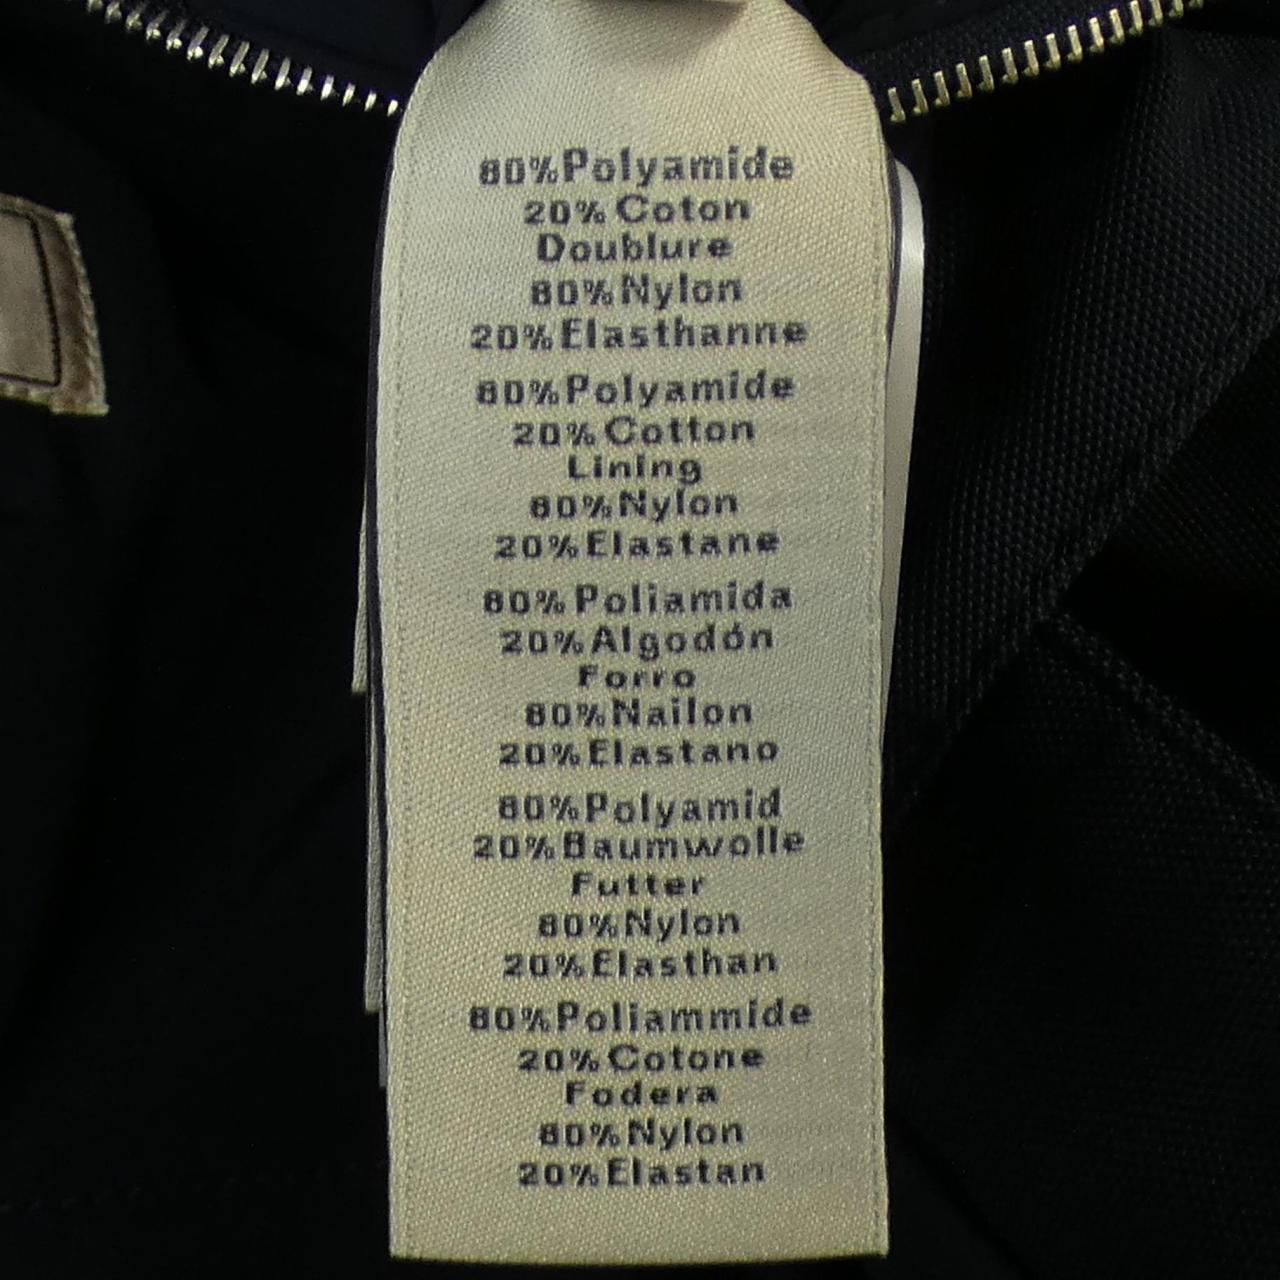 80%Polyamide
20% Coton
Doublure
80%Nylon
20%Elasthanne
80%Polyamide
20%Cotton
Lining
80%Nylon
20%Elastane
80%Poliamida
20%Algodón
Forro
80%Nailon
20%Elastano
80%Polyamid
20%Baumwolle
Futter
80%Nylon
20%Elasthan
80%Poliammide
20%Cotone
Fodera
80%Nylon
20%Elastan